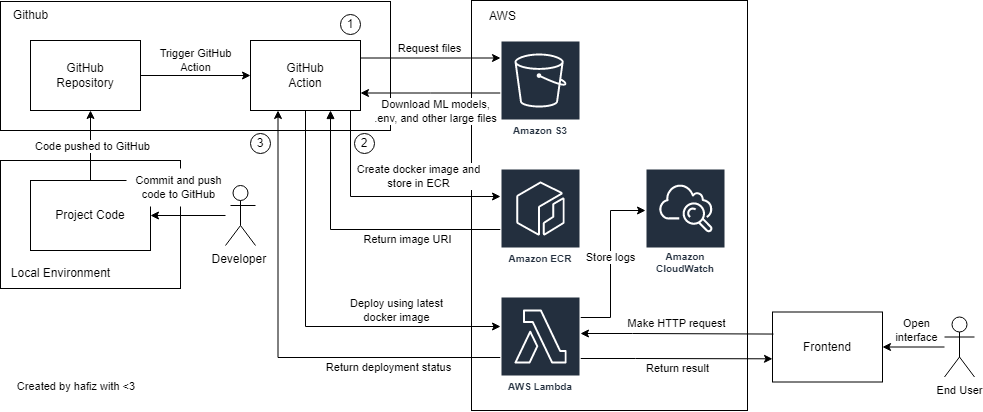 Github
AWS
1
Request files
Trigger GitHub
Action
GitHub
Repository
GitHub
Action
Download ML models,
.env, and other large files
Amazon S3
3
2
Code pushed to GitHub
Create docker image and
store in ECR
Commit and push
code to GitHub
Project Code
Return image URI
Developer
Amazon ECR
Store logs
Amazon
CloudWatch
Local Environment
Deploy using latest
docker image
Make HTTP request
Open
interface
Frontend
Return deployment status
Return result
AWS Lambda
End User
Created by hafiz with <3